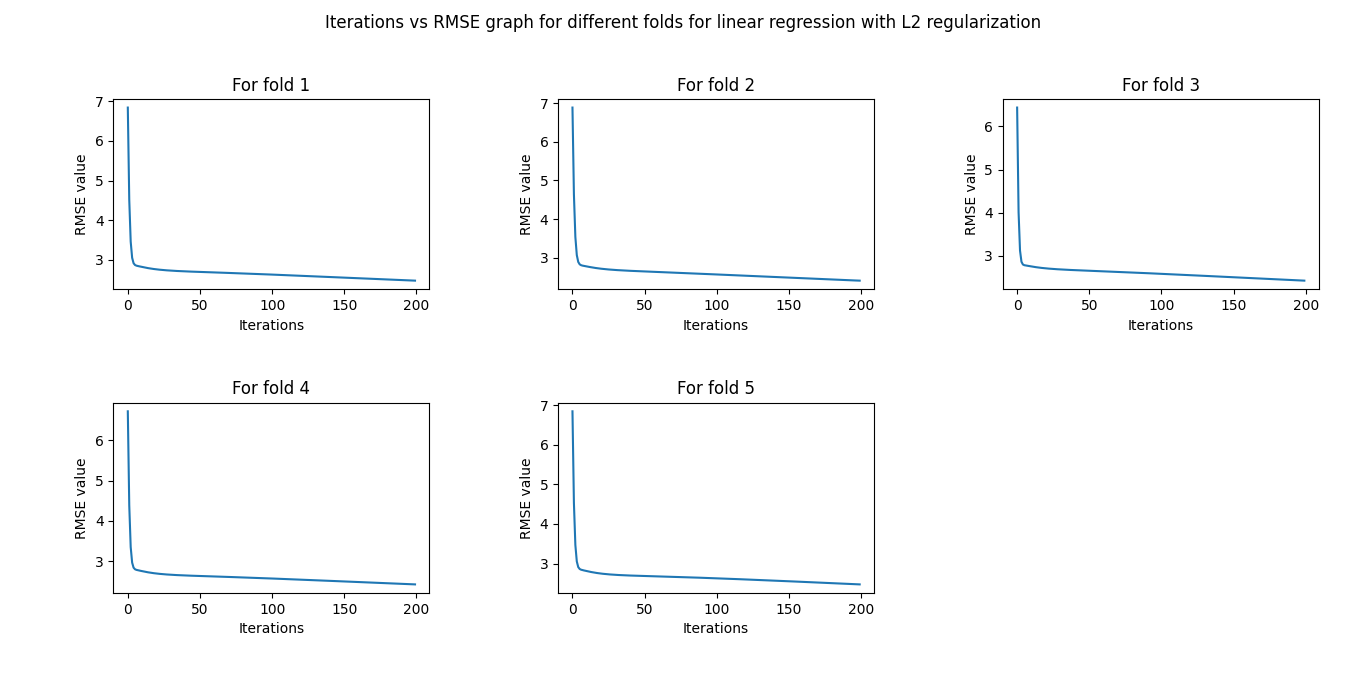 Iterations vs RMSE graph for different folds for linear regression with L2 regularization
For fold 1
7
6
5
4
3
RMSE value
0 50 100 150 200
Iterations
For fold 2
7
6
5
4
3
RMSE value
0 50 100 150 200
Iterations
For fold 3
6
5
4
3
RMSE value
0 50 100 150 200
Iterations
For fold 4
6
5
4
3
RMSE value
0 50 100 150 200
Iterations
For fold 5
7
6
5
4
3
RMSE value
0 50 100 150 200
Iterations